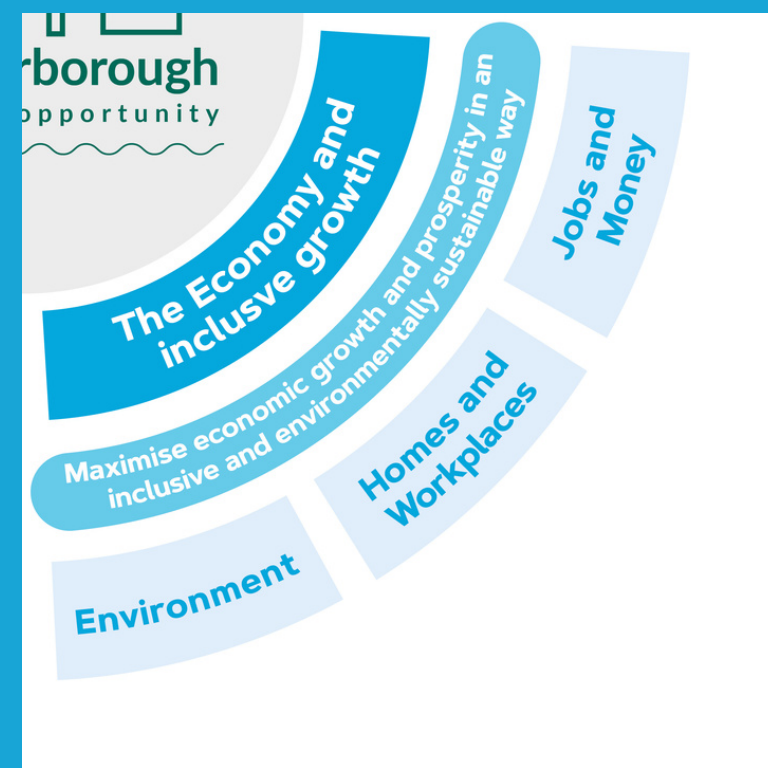 rborough
opportunity
The Economy and
inclusve growth
Maximise economic growth and prosperity in an
inclusive and environmentally sustainable way
Jobs and
Money
Homes and
Workplaces
Environment